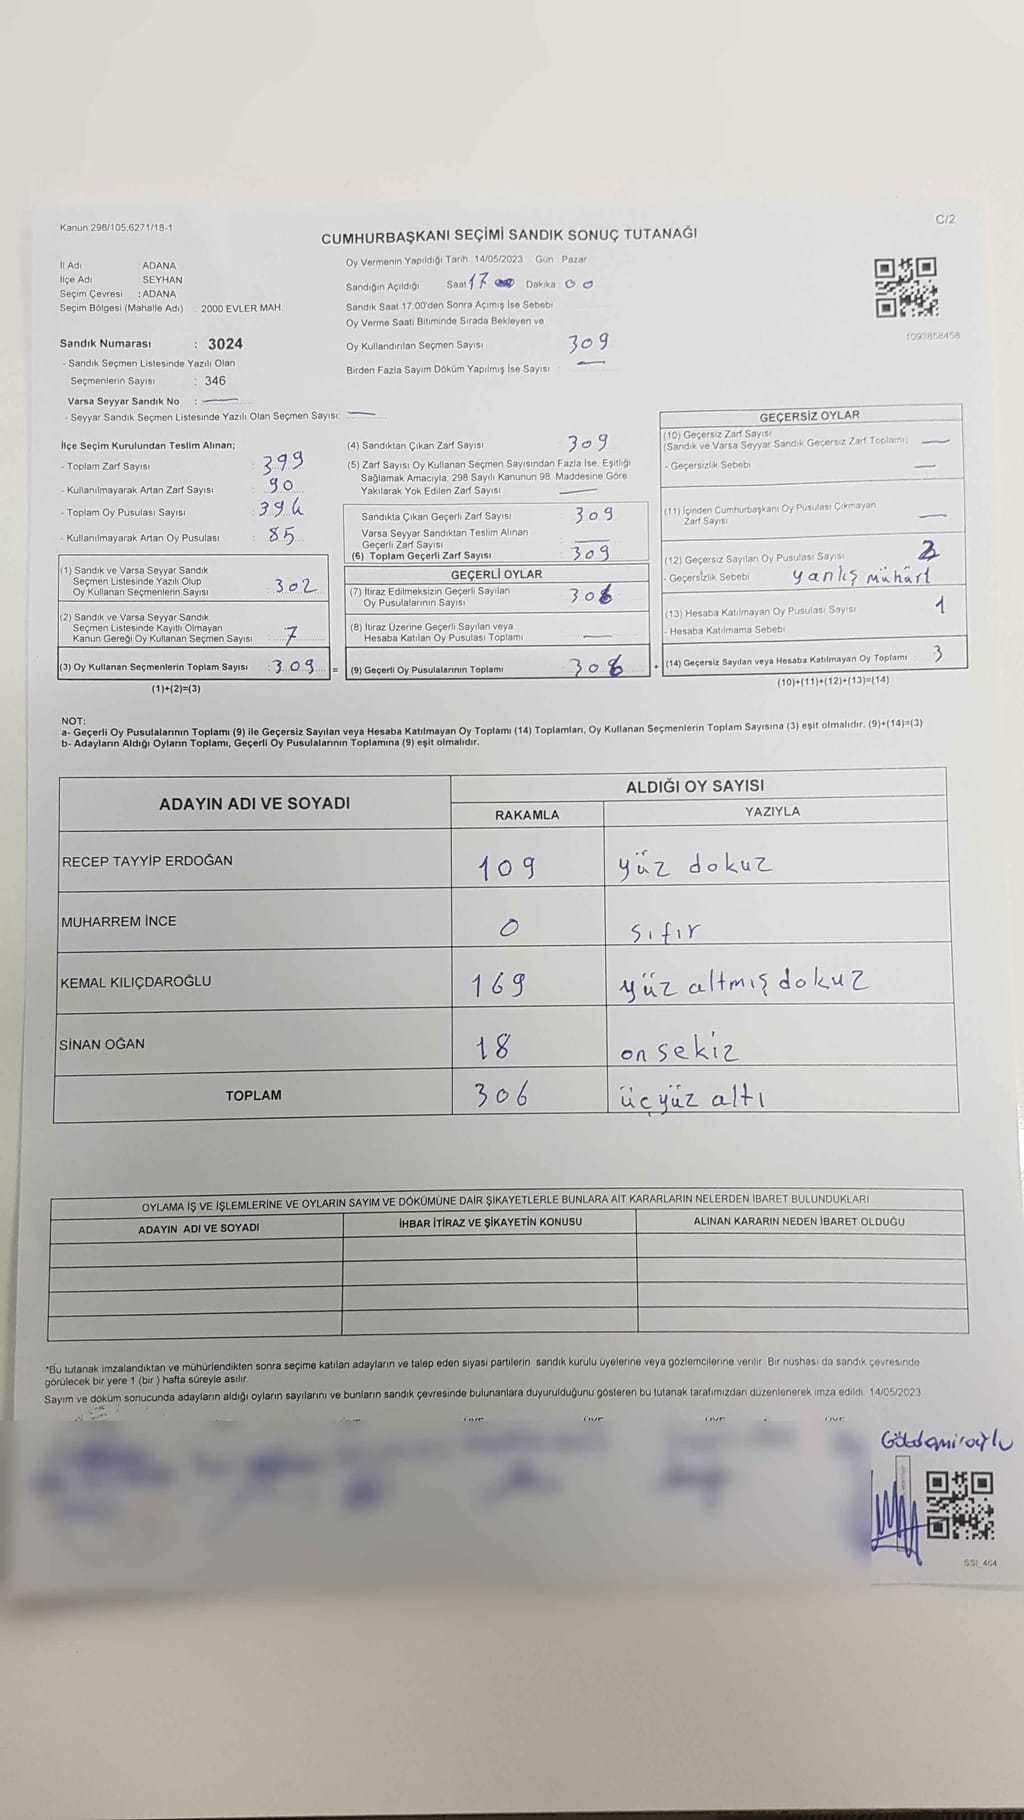 Kanun:298/105,6271/18-1
C/2
CUMHURBAŞKANI SEÇİMİ SANDIK SONUÇ TUTANAĞI
İl Adı : ADANA
İlçe Adı : SEYHAN
Seçim Çevresi : ADANA
Seçim Bölgesi (Mahalle Adı) : 2000 EVLER MAH.
Sandık Numarası : 3024
- Sandık Seçmen Listesinde Yazılı Olan
Seçmenlerin Sayısı : 346
Varsa Seyyar Sandık No :
- Seyyar Sandık Seçmen Listesinde Yazılı Olan Seçmen Sayısı:
Oy Vermenin Yapıldığı Tarih 14/05/2023 Gün Pazar
Sandığın Açıldığı Saat 17 Dakika 00
Sandık Saat 17.00'den Sonra Açımış İse Sebebi
Oy Verme Saati Bitiminde Sırada Bekleyen ve
Oy Kullandırılan Seçmen Sayısı 309
Birden Fazla Sayım Döküm Yapılmış İse Sayısı
1093858458
İlçe Seçim Kurulundan Teslim Alınan;
- Toplam Zarf Sayısı : 399
- Kullanılmayarak Artan Zarf Sayısı : 90
- Toplam Oy Pusulası Sayısı : 394
- Kullanılmayarak Artan Oy Pusulası : 85
(1) Sandık ve Varsa Seyyar Sandık
Seçmen Listesinde Yazılı Olup
Oy Kullanan Seçmenlerin Sayısı : 302
(2) Sandık ve Varsa Seyyar Sandık
Seçmen Listesinde Kayıtlı Olmayan
Kanun Gereği Oy Kullanan Seçmen Sayısı : 7
(3) Oy Kullanan Seçmenlerin Toplam Sayısı : 309 =
(1)+(2)=(3)
(4) Sandıktan Çıkan Zarf Sayısı 309
(5) Zarf Sayısı Oy Kullanan Seçmen Sayısından Fazla İse, Eşitliği
Sağlamak Amacıyla; 298 Sayılı Kanunun 98. Maddesine Göre
Yakılarak Yok Edilen Zarf Sayısı :
Sandıkta Çıkan Geçerli Zarf Sayısı : 309
Varsa Seyyar Sandıktan Teslim Alınan
Geçerli Zarf Sayısı :
(6) Toplam Geçerli Zarf Sayısı : 309
GEÇERLİ OYLAR
(7) İtiraz Edilmeksizin Geçerli Sayılan
Oy Pusulalarının Sayısı : 306
(8) İtiraz Üzerine Geçerli Sayılan veya
Hesaba Katılan Oy Pusulası Toplamı :
(9) Geçerli Oy Pusulalarının Toplamı : 306 +
GEÇERSİZ OYLAR
(10) Geçersiz Zarf Sayısı
(Sandık ve Varsa Seyyar Sandık Geçersiz Zarf Toplamı)
- Geçersizlik Sebebi
(11) İçinden Cumhurbaşkanı Oy Pusulası Çıkmayan
Zarf Sayısı
(12) Geçersiz Sayılan Oy Pusulası Sayısı :
- Geçersizlik Sebebi yanlış mühürt
(13) Hesaba Katılmayan Oy Pusulası Sayısı : 1
- Hesaba Katılmama Sebebi
(14) Geçersiz Sayılan veya Hesaba Katılmayan Oy Toplamı : 3
(10)+(11)+(12)+(13)=(14)
NOT:
a- Geçerli Oy Pusulalarının Toplamı (9) ile Geçersiz Sayılan veya Hesaba Katılmayan Oy Toplamı (14) Toplamları, Oy Kullanan Seçmenlerin Toplam Sayısına (3) eşit olmalıdır. (9)+(14)=(3)
b- Adayların Aldığı Oyların Toplamı, Geçerli Oy Pusulalarının Toplamına (9) eşit olmalıdır.
ADAYIN ADI VE SOYADI
ALDIĞI OY SAYISI
RAKAMLA YAZIYLA
RECEP TAYYİP ERDOĞAN 109 yüz dokuz
MUHARREM İNCE 0 sıfır
KEMAL KILIÇDAROĞLU 169 yüz altmış dokuz
SİNAN OĞAN 18 on sekiz
TOPLAM 306 üç yüz altı
OYLAMA İŞ VE İŞLEMLERİNE VE OYLARIN SAYIM VE DÖKÜMÜNE DAİR ŞİKAYETLERLE BUNLARA AİT KARARLARIN NELERDEN İBARET BULUNDUKLARI
ADAYIN ADI VE SOYADI İHBAR İTİRAZ VE ŞİKAYETİN KONUSU ALINAN KARARIN NEDEN İBARET OLDUĞU
*Bu tutanak imzalandıktan ve mühürlendikten sonra seçime katılan adayların ve talep eden siyasi partilerin sandık kurulu üyelerine veya gözlemcilerine verilir. Bir nüshası da sandık çevresinde
görülecek bir yere 1 (bir) hafta süreyle asılır.
Sayım ve döküm sonucunda adayların aldığı oyların sayılarını ve bunların sandık çevresinde bulunanlara duyurulduğunu gösteren bu tutanak tarafımızdan düzenlenerek imza edildi. 14/05/2023
SSI_464